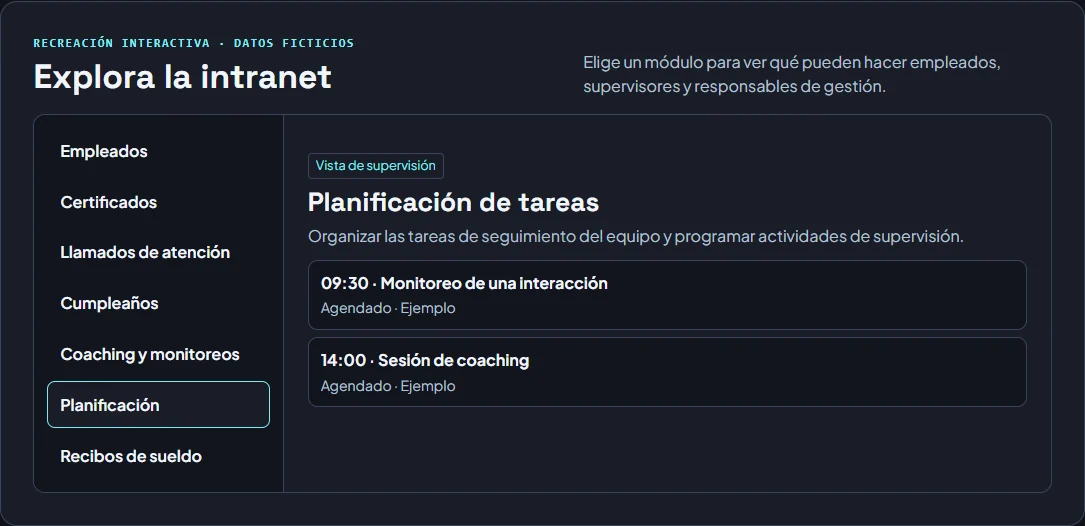 RECREACIÓN INTERACTIVA · DATOS FICTICIOS
Explora la intranet
Elige un módulo para ver qué pueden hacer empleados,
supervisores y responsables de gestión.
Empleados
Certificados
Llamados de atención
Cumpleaños
Coaching y monitoreos
Planificación
Recibos de sueldo
Vista de supervisión
Planificación de tareas
Organizar las tareas de seguimiento del equipo y programar actividades de supervisión.
09:30 · Monitoreo de una interacción
Agendado · Ejemplo
14:00 · Sesión de coaching
Agendado · Ejemplo